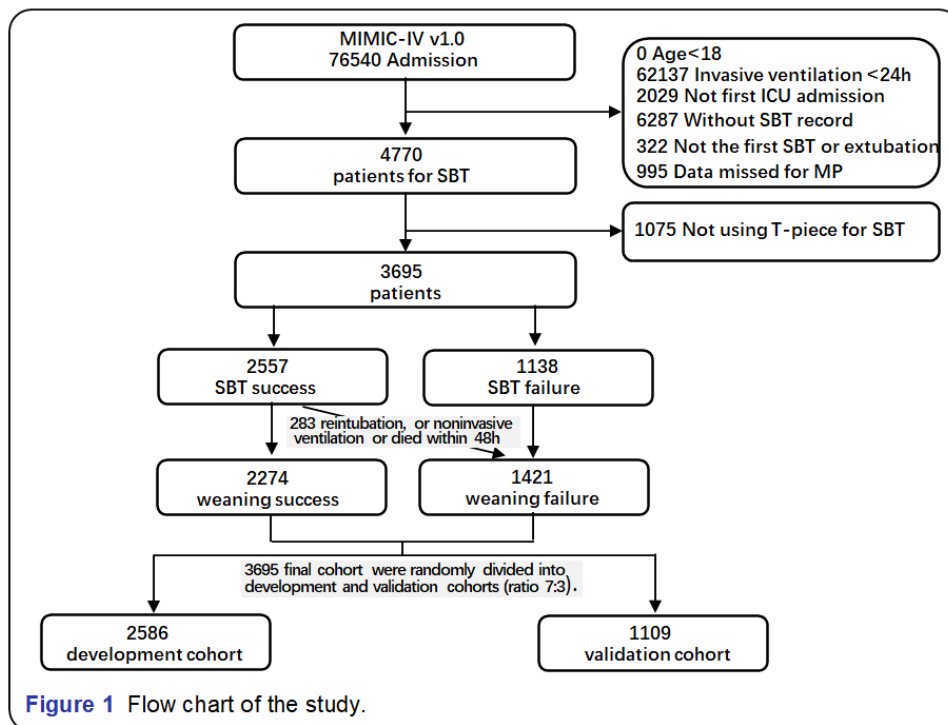 MIMIC-IV v1.0
76540 Admission
0 Age<18
62137 Invasive ventilation <24h
2029 Not first ICU admission
6287 Without SBT record
322 Not the first SBT or extubation
995 Data missed for MP
4770
patients for SBT
1075 Not using T-piece for SBT
3695
patients
2557
SBT success
1138
SBT failure
283 reintubation, or noninvasive
ventilation or died within 48h
2274
weaning success
1421
weaning failure
3695 final cohort were randomly divided into
development and validation cohorts (ratio 7:3).
2586
development cohort
1109
validation cohort
Figure 1 Flow chart of the study.